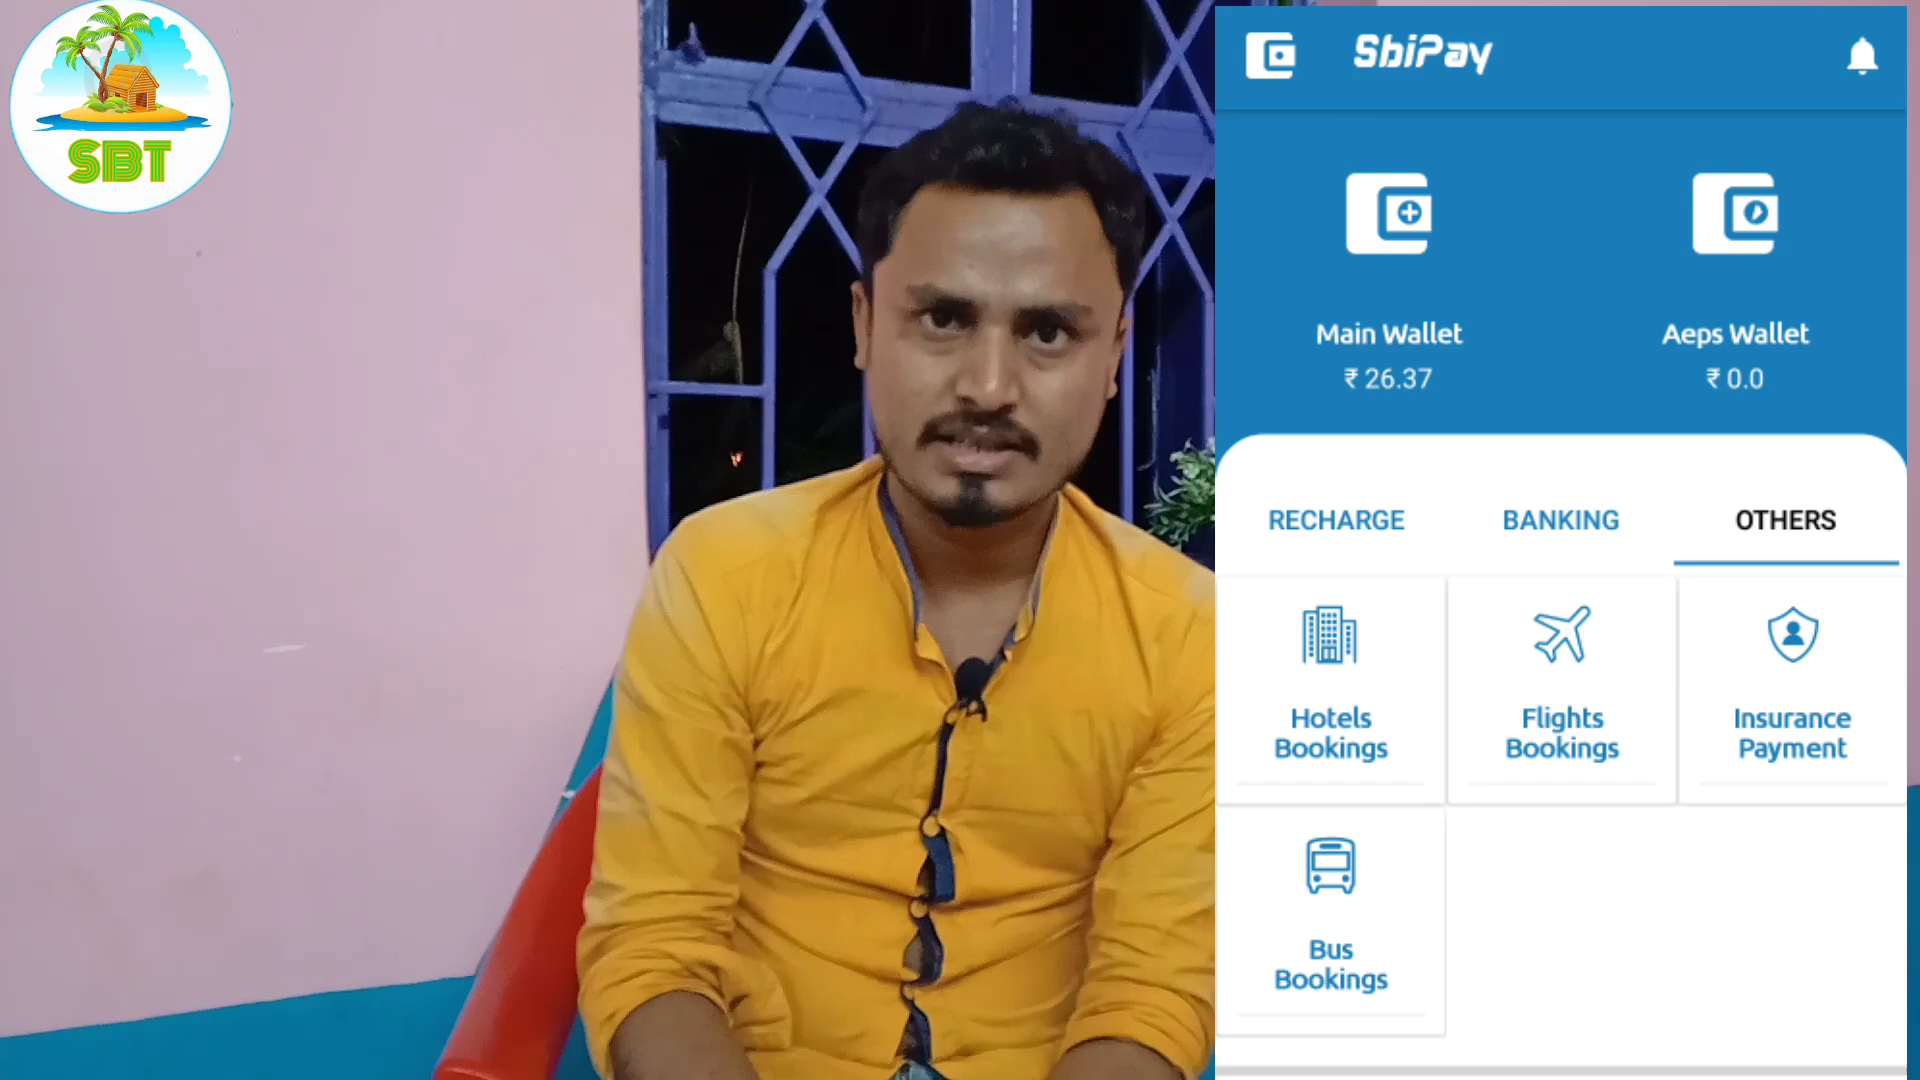 SBT
SbiPay
Main Wallet
₹ 26.37
Aeps Wallet
₹ 0.0
RECHARGE
BANKING
OTHERS
Hotels
Bookings
Flights
Bookings
Insurance
Payment
Bus
Bookings